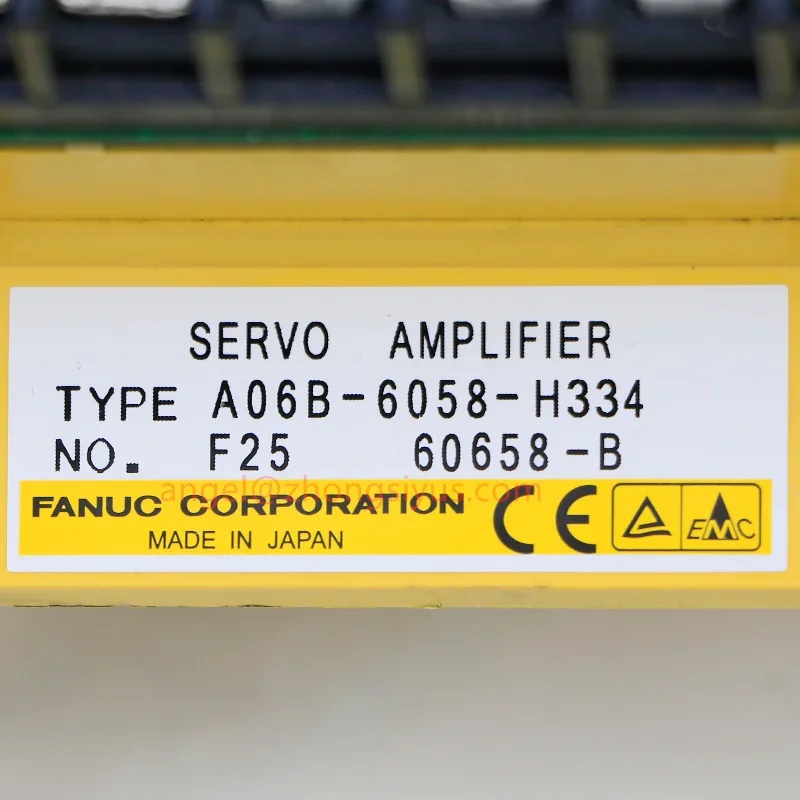 SERVO AMPLIFIER
TYPE A06B-6058-H334
NO. F25 60658-B
angel@zhongsiyus.com
FANUC CORPORATION
MADE IN JAPAN
CE
EMC